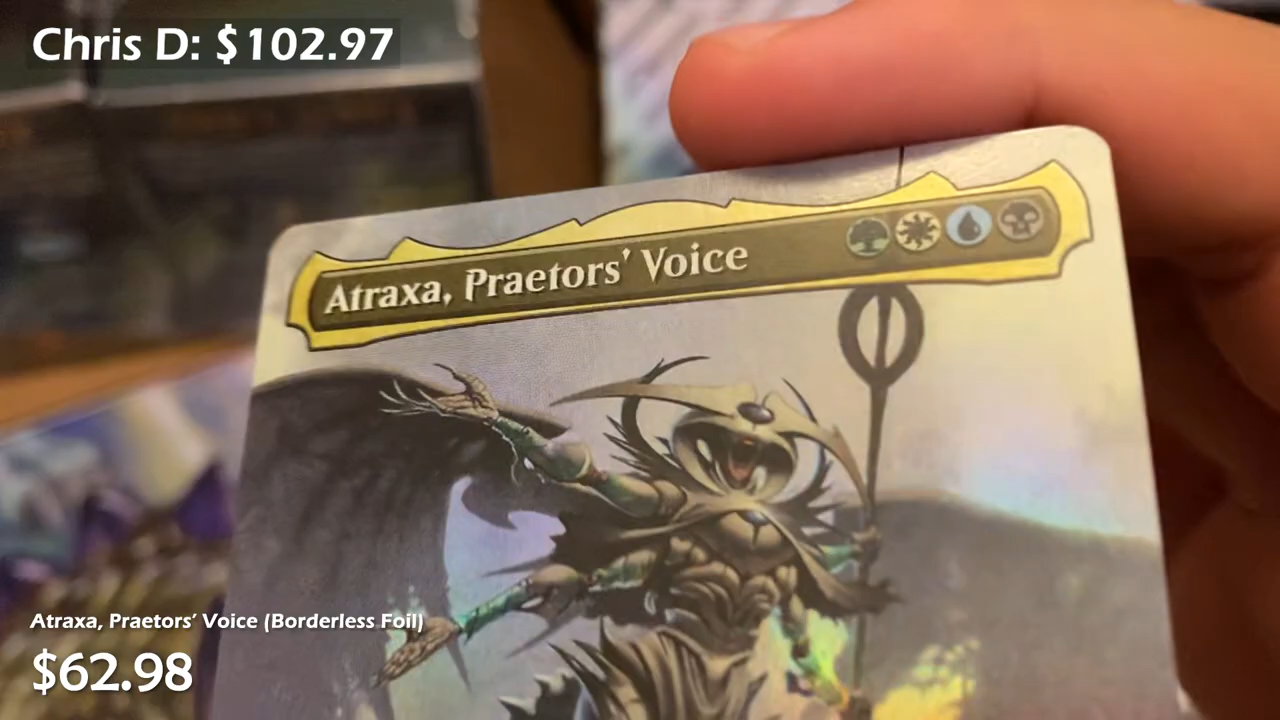 Chris D: $102.97
Atraxa, Praetors' Voice
Atraxa, Praetors' Voice (Borderless Foil)
$62.98